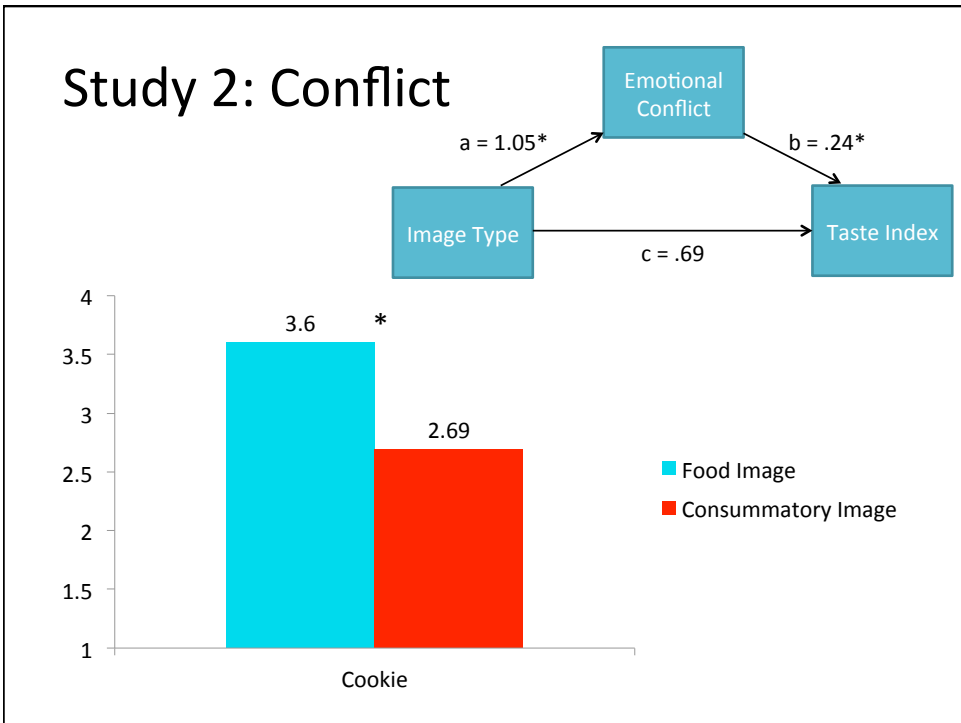 Study 2: Conflict
Emotional
Conflict
a = 1.05*
b = .24*
Image Type
Taste Index
c = .69
4
3.5
3
2.5
2
1.5
1
3.6
*
2.69
Food Image
Consummatory Image
Cookie